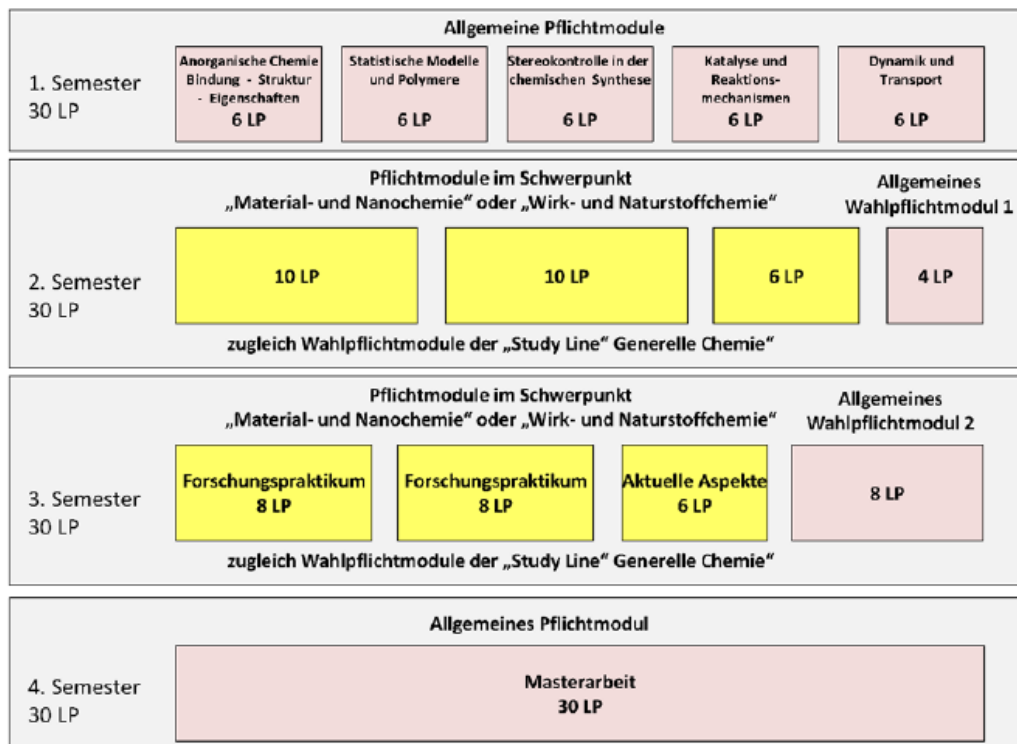 Allgemeine Pflichtmodule
1. Semester
30 LP
Anorganische Chemie
Bindung - Struktur
- Eigenschaften
6 LP
Statistische Modelle
und Polymere
6 LP
Stereokontrolle in der
chemischen Synthese
6 LP
Katalyse und
Reaktions-
mechanismen
6 LP
Dynamik und
Transport
6 LP
Pflichtmodule im Schwerpunkt
„Material- und Nanochemie“ oder „Wirk- und Naturstoffchemie“
Allgemeines
Wahlpflichtmodul 1
2. Semester
30 LP
10 LP
10 LP
6 LP
4 LP
zugleich Wahlpflichtmodule der „Study Line“ Generelle Chemie“
Pflichtmodule im Schwerpunkt
„Material- und Nanochemie“ oder „Wirk- und Naturstoffchemie“
Allgemeines
Wahlpflichtmodul 2
3. Semester
30 LP
Forschungspraktikum
8 LP
Forschungspraktikum
8 LP
Aktuelle Aspekte
6 LP
8 LP
zugleich Wahlpflichtmodule der „Study Line“ Generelle Chemie“
Allgemeines Pflichtmodul
4. Semester
30 LP
Masterarbeit
30 LP